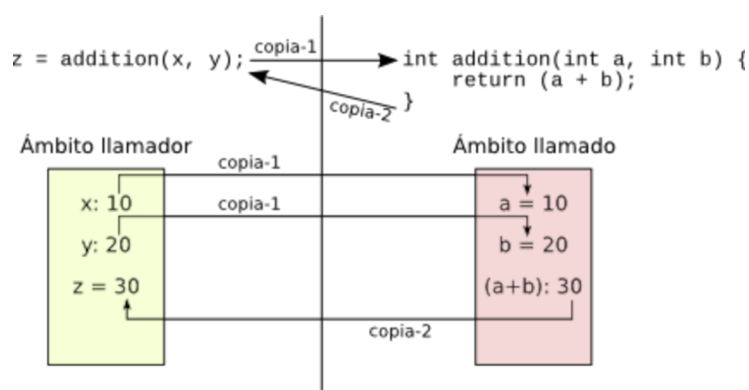 z = addition(x, y);
copia-1
int addition(int a, int b) {
return (a + b);
}
copia-2
Ámbito llamador
Ámbito llamado
copia-1
x: 10
a = 10
copia-1
y: 20
b = 20
z = 30
(a+b): 30
copia-2